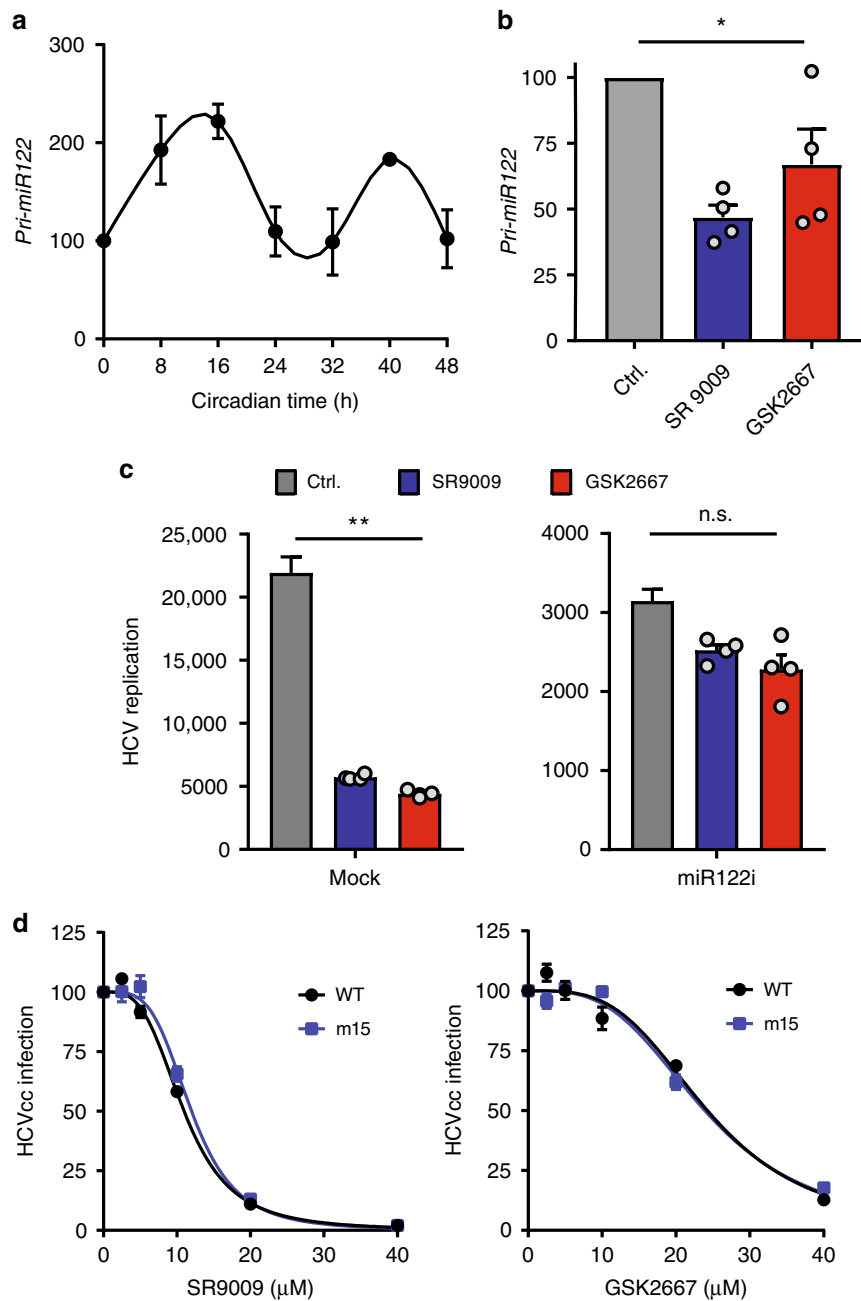 a
300
200
100
0
Pri-miR122
0 8 16 24 32 40 48
Circadian time (h)
b
*
100
75
50
25
0
Pri-miR122
Ctrl.
SR 9009
GSK2667
c
Ctrl. SR9009 GSK2667
25,000
20,000
15,000
10,000
5000
0
HCV replication
**
Mock
4000
3000
2000
1000
0
n.s.
miR122i
d
125
100
75
50
25
0
HCVcc infection
WT
m15
0 10 20 30 40
SR9009 (μM)
125
100
75
50
25
0
HCVcc infection
WT
m15
0 10 20 30 40
GSK2667 (μM)